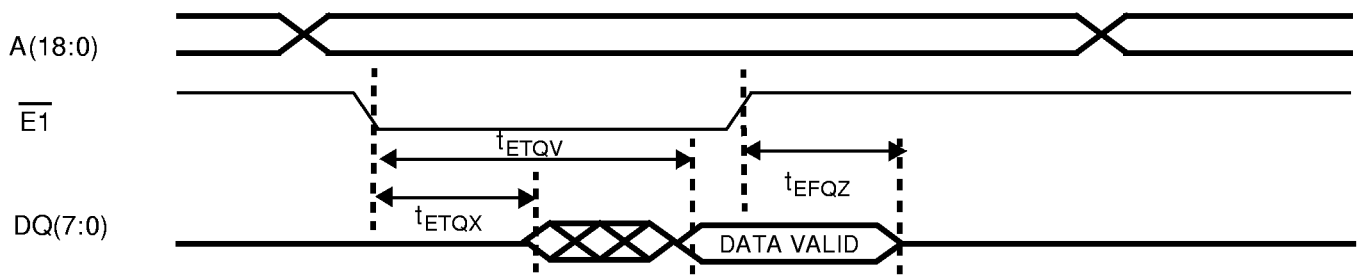 A(18:0)
E1
tETQV
tEFQZ
tETQX
DQ(7:0)
DATA VALID